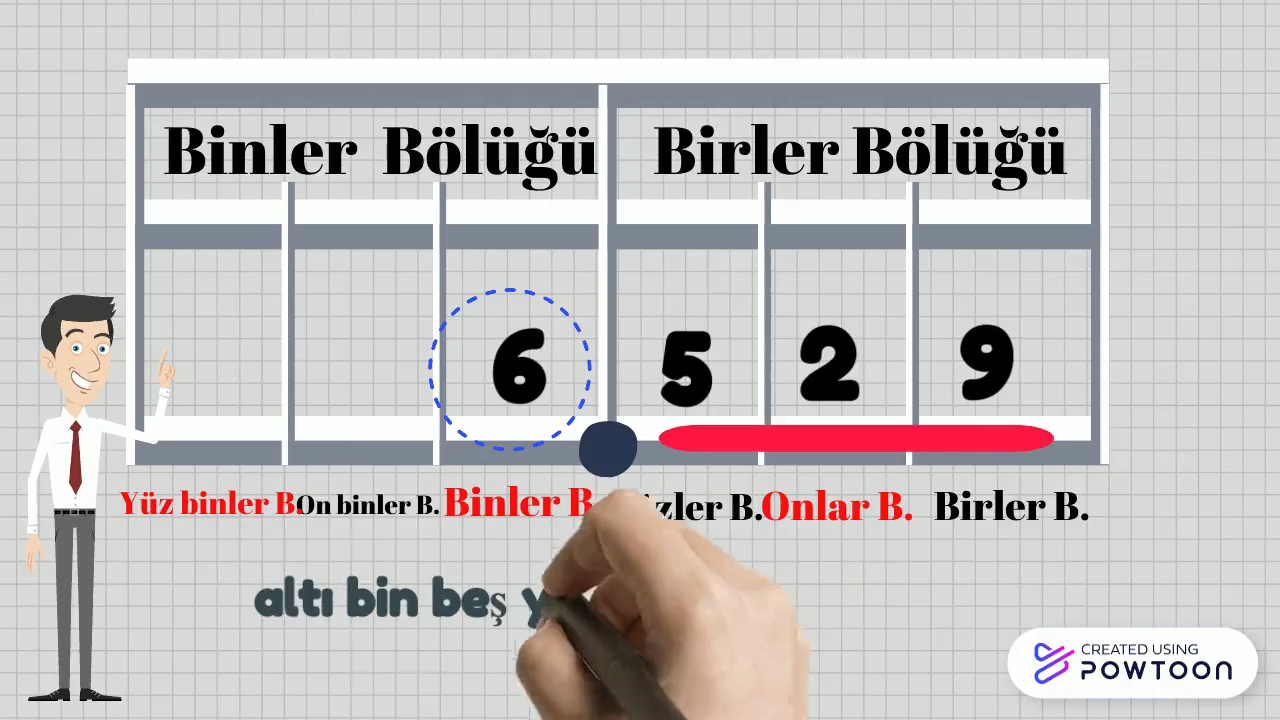 Binler Bölüğü Birler Bölüğü
6 5 2 9
Yüz binler B. On binler B. Binler B. Onlar B. Birler B.
altı bin beş
CREATED USING
POWTOON